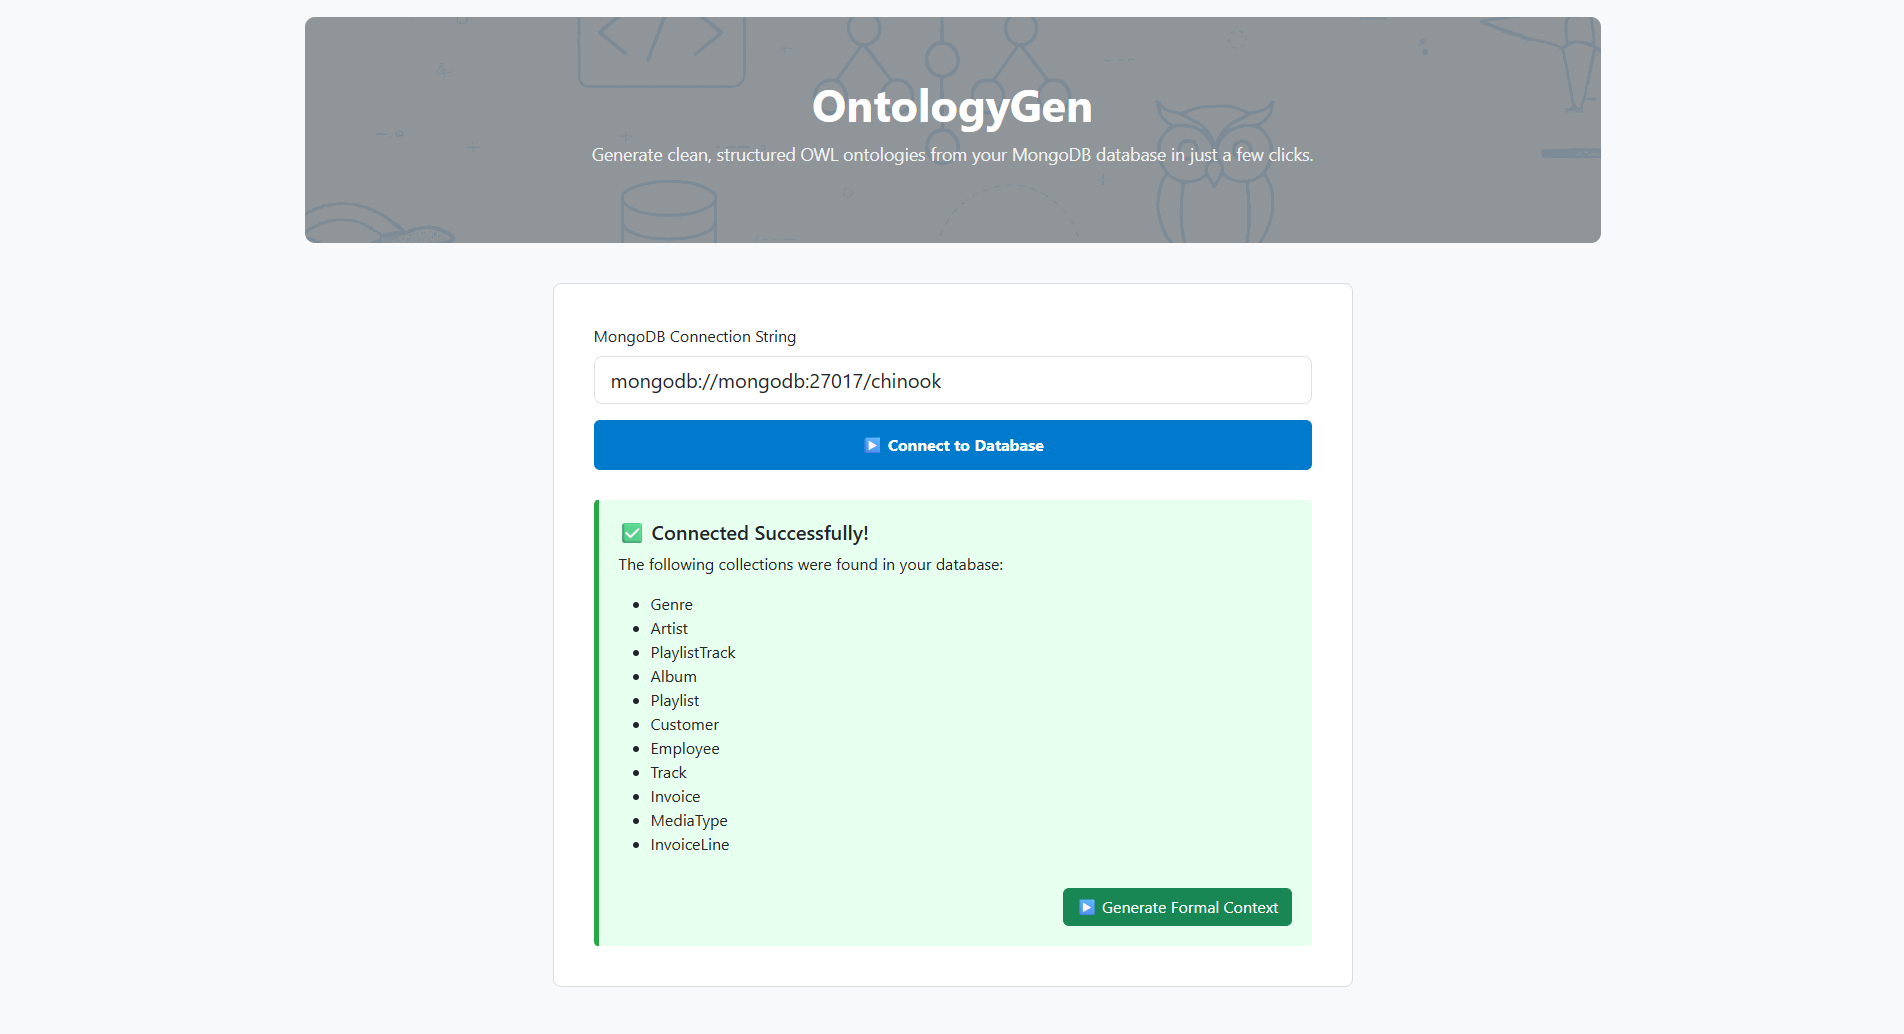 OntologyGen
Generate clean, structured OWL ontologies from your MongoDB database in just a few clicks.
MongoDB Connection String
mongodb://mongodb:27017/chinook
Connect to Database
Connected Successfully!
The following collections were found in your database:
Genre
Artist
PlaylistTrack
Album
Playlist
Customer
Employee
Track
Invoice
MediaType
InvoiceLine
Generate Formal Context